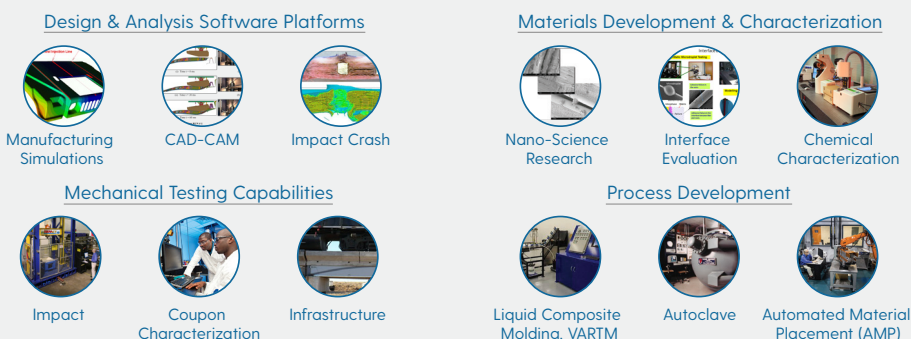 Design & Analysis Software Platforms
Manufacturing
Simulations
CAD-CAM
Impact Crash
Materials Development & Characterization
Nano-Science
Research
Interface
Evaluation
Chemical
Characterization
Mechanical Testing Capabilities
Impact
Coupon
Characterization
Infrastructure
Process Development
Liquid Composite
Molding, VARTM
Autoclave
Automated Material
Placement (AMP)